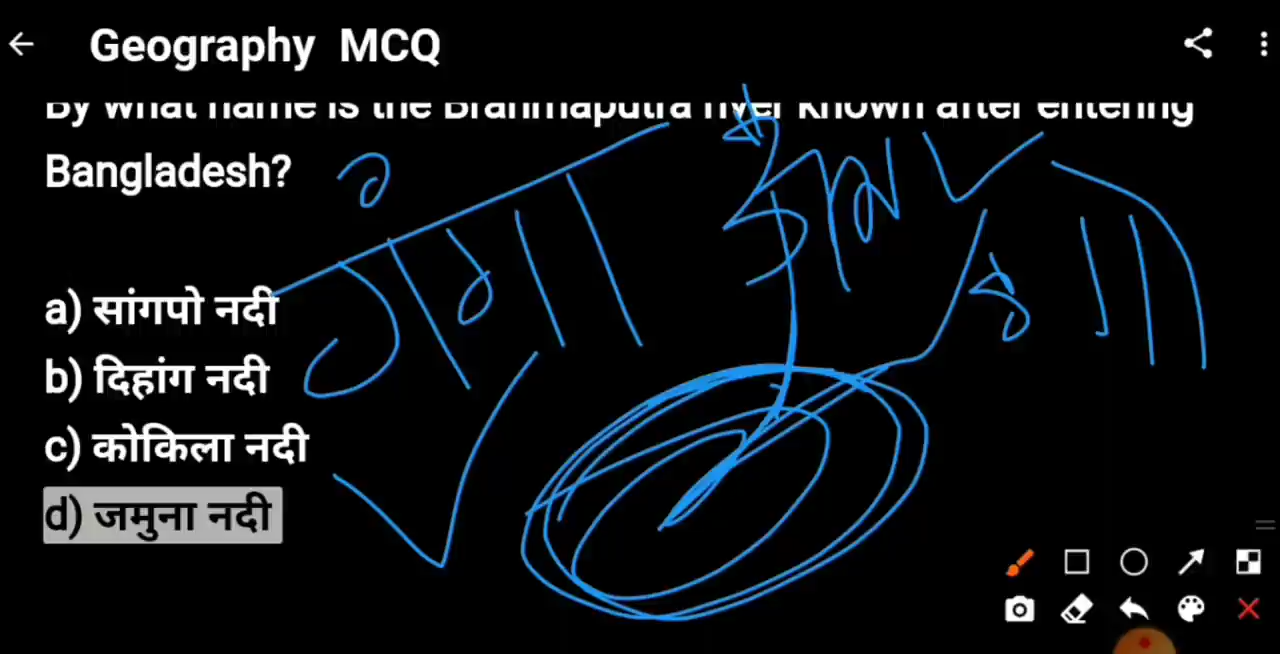 Geography MCQ
By what name is the Brahmaputra river known after entering
Bangladesh?
a) सांगपो नदी
b) दिहांग नदी
c) कोकिला नदी
d) जमुना नदी